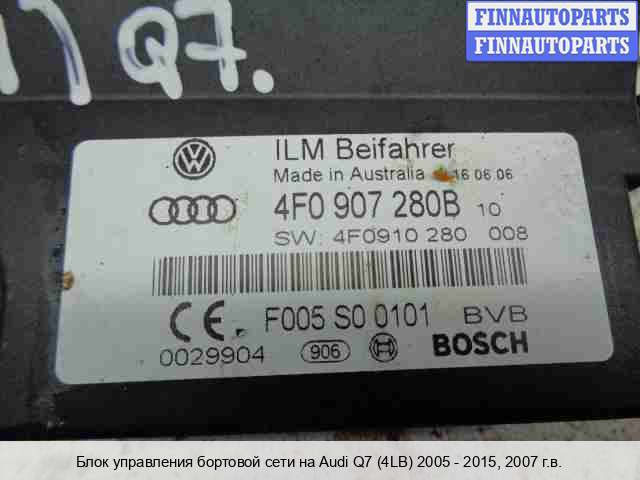 FINNAUTOPARTS
FINNAUTOPARTS
Q7.
ILM Beifahrer
Made in Australia 16 06 06
4F0 907 280B 10
SW: 4F0910 280 008
CE. F005 S0 0101 BVB
0029904 906 BOSCH
Блок управления бортовой сети на Audi Q7 (4LB) 2005 - 2015, 2007 г.в.